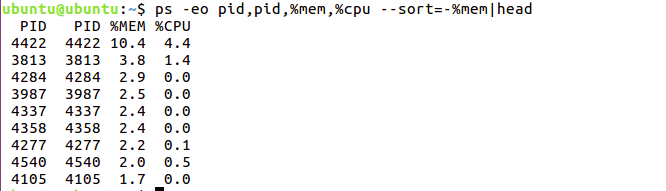 ubuntu@ubuntu:~$ ps -eo pid,pid,%mem,%cpu --sort=-%mem|head
PID PID %MEM %CPU
4422 4422 10.4 4.4
3813 3813 3.8 1.4
4284 4284 2.9 0.0
3987 3987 2.5 0.0
4337 4337 2.4 0.0
4358 4358 2.4 0.0
4277 4277 2.2 0.1
4540 4540 2.0 0.5
4105 4105 1.7 0.0